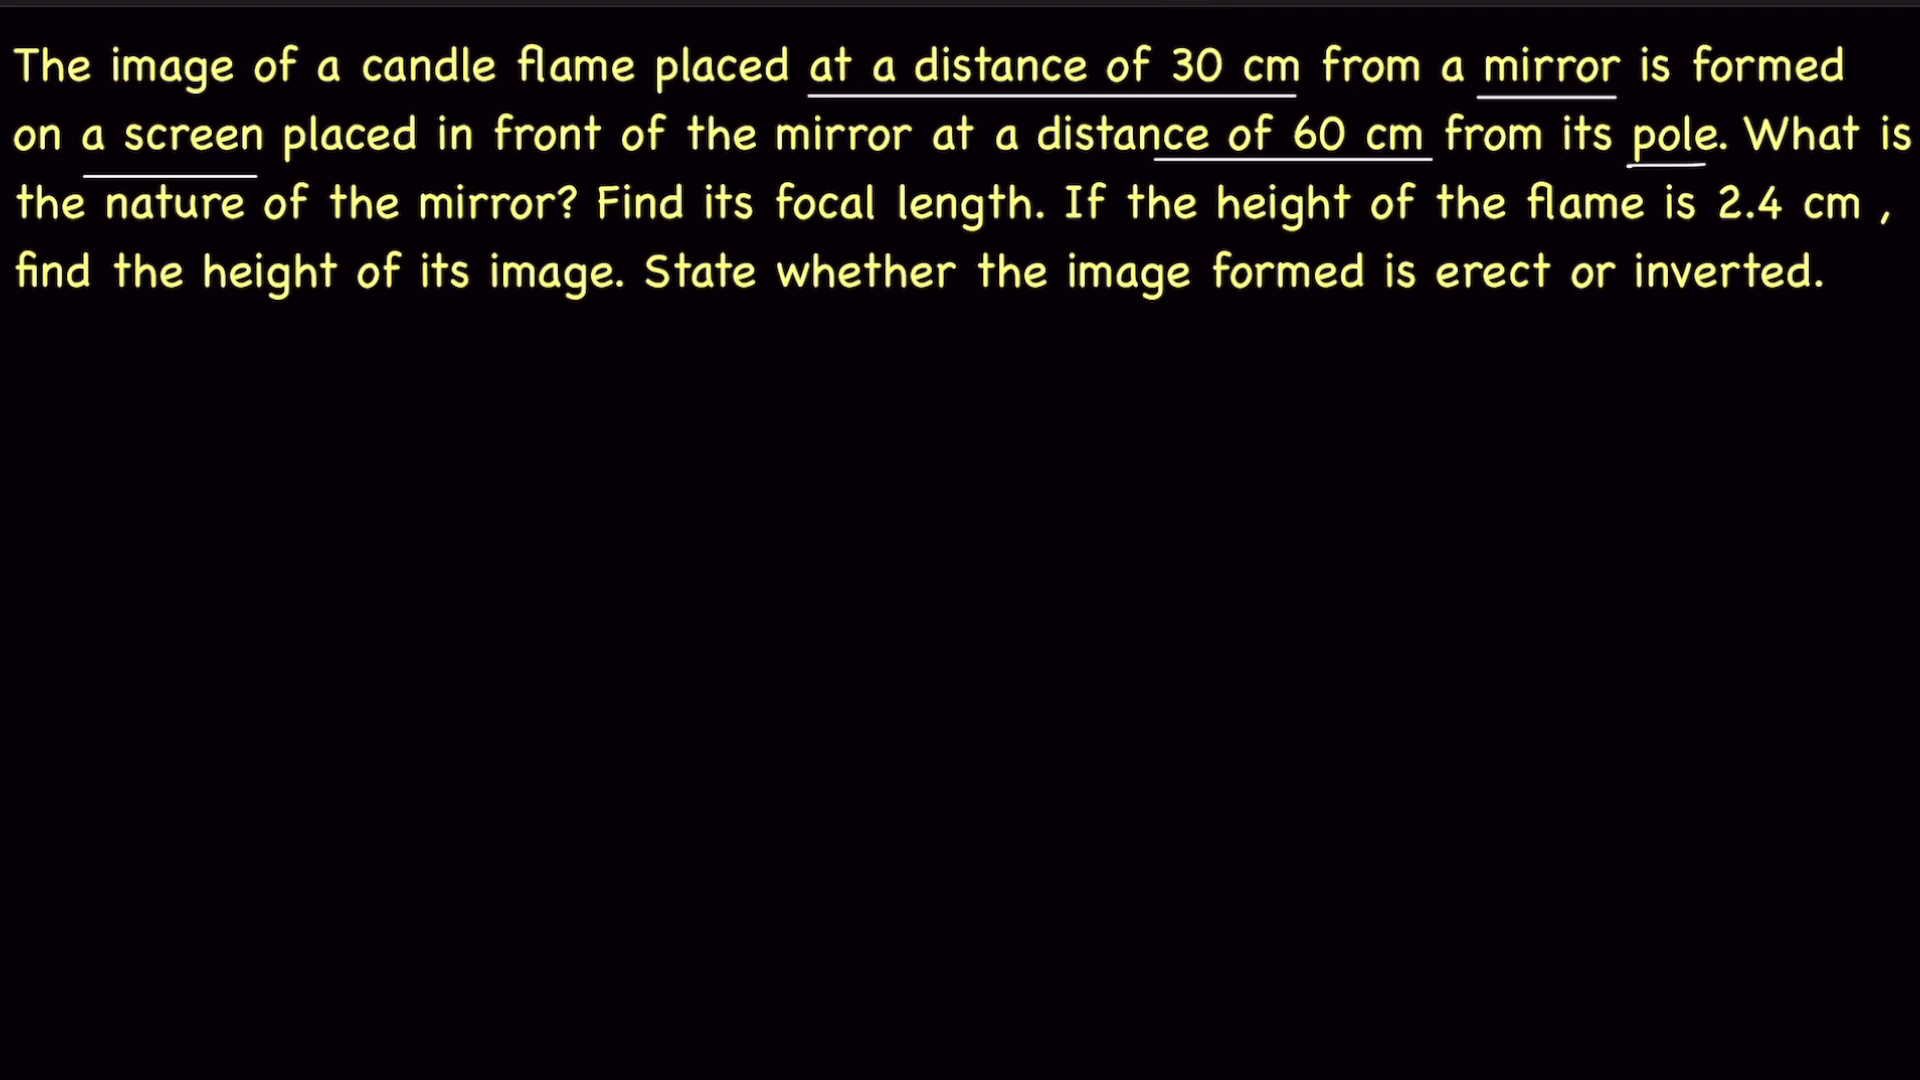 The image of a candle flame placed at a distance of 30 cm from a mirror is formed
on a screen placed in front of the mirror at a distance of 60 cm from its pole. What is
the nature of the mirror? Find its focal length. If the height of the flame is 2.4 cm ,
find the height of its image. State whether the image formed is erect or inverted.